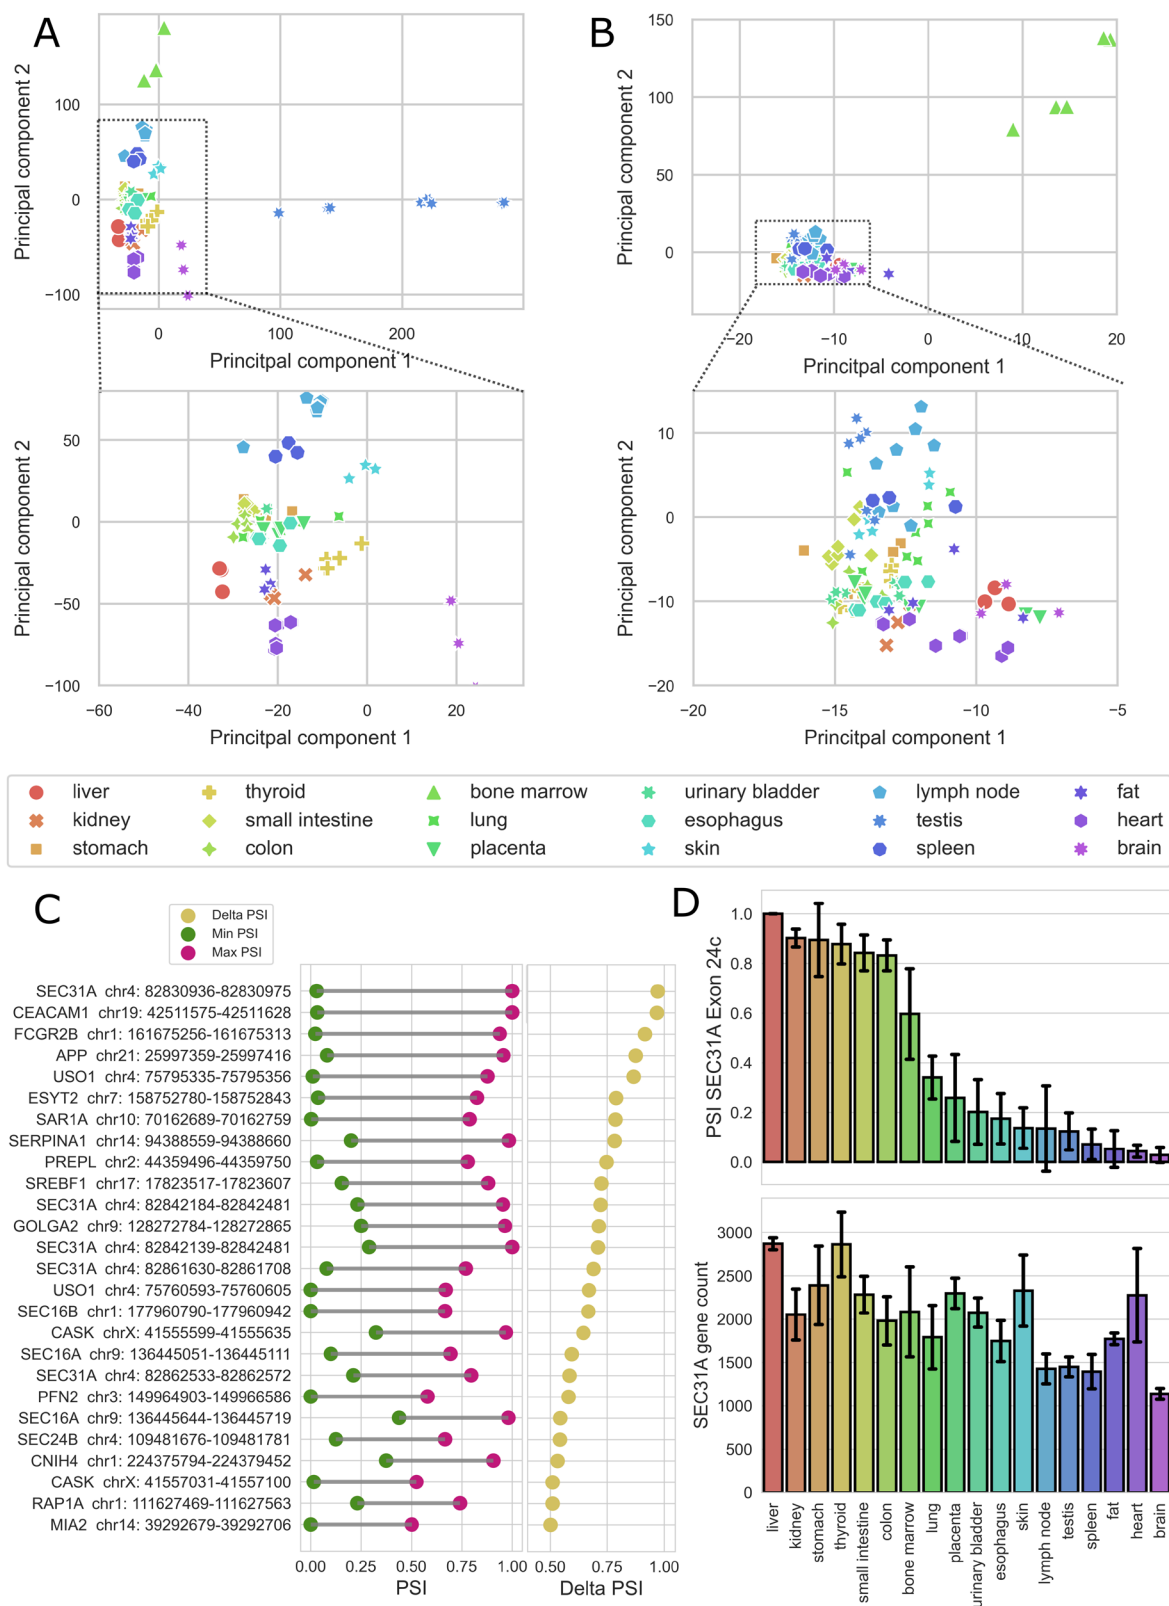 A
B
Principal component 2
100
0
−100
0
100
200
Princitpal component 1
Principal component 2
150
100
50
0
−20
−10
0
10
20
Princitpal component 1
Principal component 2
50
0
−50
−100
−60
−40
−20
0
20
Princitpal component 1
Principal component 2
10
0
−10
−20
−20
−15
−10
−5
Princitpal component 1
liver
thyroid
bone marrow
urinary bladder
lymph node
fat
kidney
small intestine
lung
esophagus
testis
heart
stomach
colon
placenta
skin
spleen
brain
C
Delta PSI
Min PSI
Max PSI
SEC31A chr4: 82830936-82830975
CEACAM1 chr19: 42511575-42511628
FCGR2B chr1: 161675256-161675313
APP chr21: 25997359-25997416
USO1 chr4: 75795335-75795356
ESYT2 chr7: 158752780-158752843
SAR1A chr10: 70162689-70162759
SERPINA1 chr14: 94388559-94388660
PREPL chr2: 44359496-44359750
SREBF1 chr17: 17823517-17823607
SEC31A chr4: 82842184-82842481
GOLGA2 chr9: 128272784-128272865
SEC31A chr4: 82842139-82842481
SEC31A chr4: 82861630-82861708
USO1 chr4: 75760593-75760605
SEC16B chr1: 177960790-177960942
CASK chrX: 41555599-41555635
SEC16A chr9: 136445051-136445111
SEC31A chr4: 82862533-82862572
PFN2 chr3: 149964903-149966586
SEC16A chr9: 136445644-136445719
SEC24B chr4: 109481676-109481781
CNIH4 chr1: 224375794-224379452
CASK chrX: 41557031-41557100
RAP1A chr1: 111627469-111627563
MIA2 chr14: 39292679-39292706
0.00
0.25
0.50
0.75
1.00
PSI
0.50
0.75
1.00
Delta PSI
D
PSI SEC31A Exon 24c
1.0
0.8
0.6
0.4
0.2
0.0
SEC31A gene count
3000
2500
2000
1500
1000
500
0
liver
kidney
stomach
thyroid
small intestine
colon
bone marrow
lung
placenta
urinary bladder
esophagus
skin
lymph node
testis
spleen
fat
heart
brain